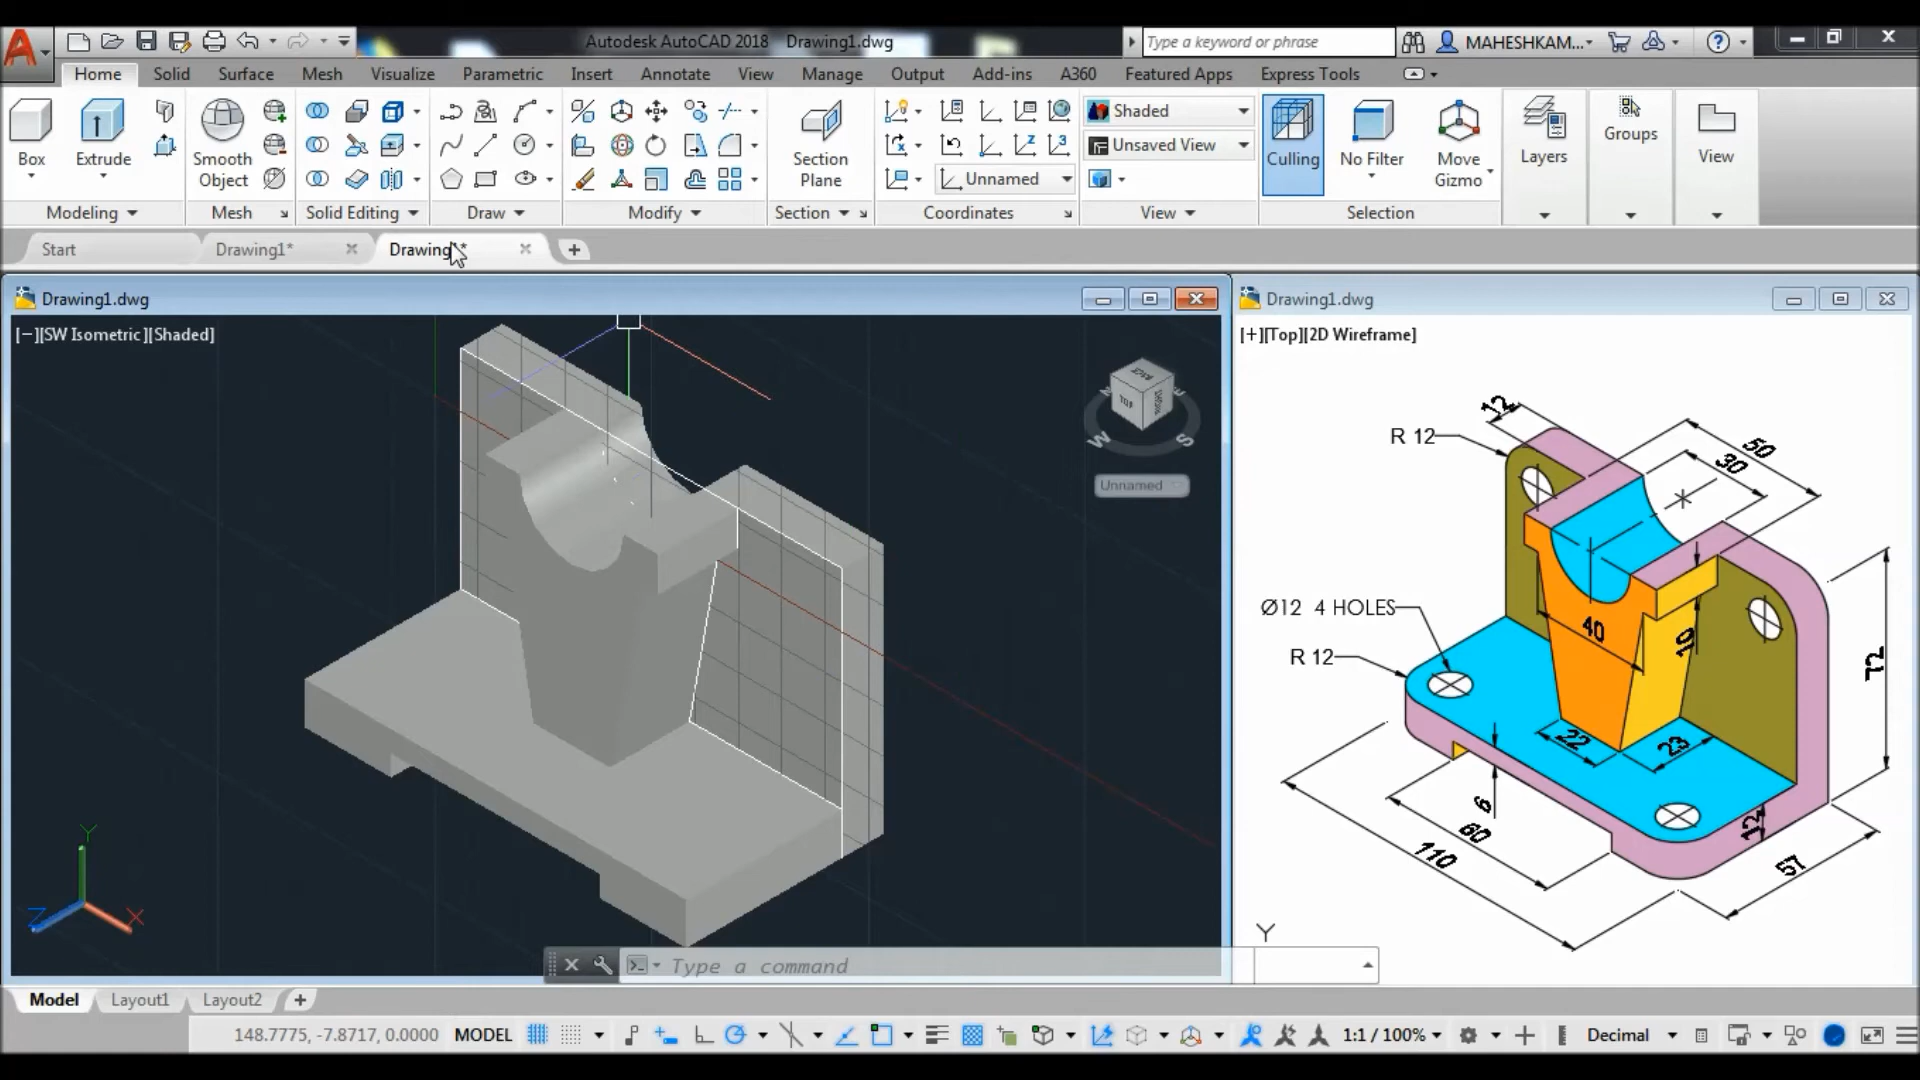 Autodesk AutoCAD 2018 Drawing1.dwg
Type a keyword or phrase
MAHESHKAM...
Home Solid Surface Mesh Visualize Parametric Insert Annotate View Manage Output Add-ins A360 Featured Apps Express Tools
Box
Extrude
Smooth Object
Section Plane
Shaded
Unsaved View
Unnamed
Culling
No Filter
Move Gizmo
Layers
Groups
View
Modeling
Mesh
Solid Editing
Draw
Modify
Section
Coordinates
View
Selection
Start
Drawing1*
Drawing1.dwg
[−][SW Isometric][Shaded]
TOP
W
S
Unnamed
Y
Z
X
Type a command
Drawing1.dwg
[+][Top][2D Wireframe]
12
R 12
50
30
Ø12 4 HOLES
R 12
40
10
72
22
23
6
60
110
12
57
Y
Model
Layout1
Layout2
148.7775, -7.8717, 0.0000
MODEL
1:1 / 100%
Decimal